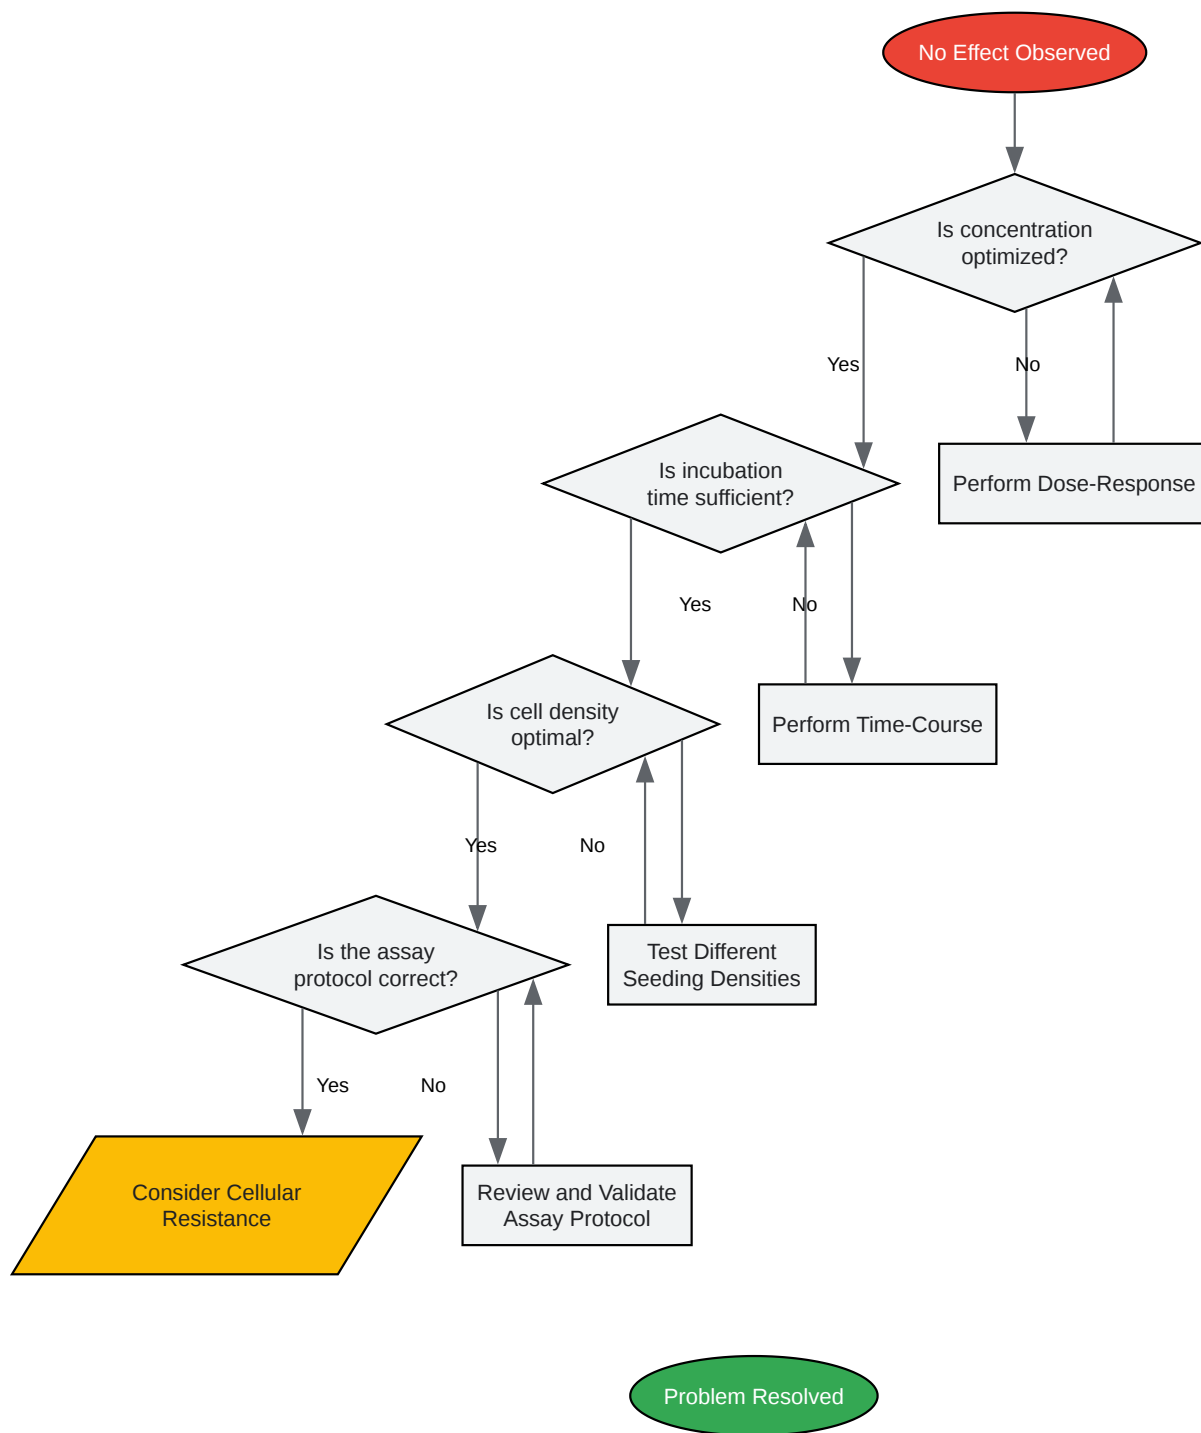 No Effect Observed
Is concentration
optimized?
Yes
No
Is incubation
time sufficient?
Perform Dose-Response
Yes
No
Is cell density
optimal?
Perform Time-Course
Yes
No
Is the assay
protocol correct?
Test Different
Seeding Densities
Yes
No
Consider Cellular
Resistance
Review and Validate
Assay Protocol
Problem Resolved